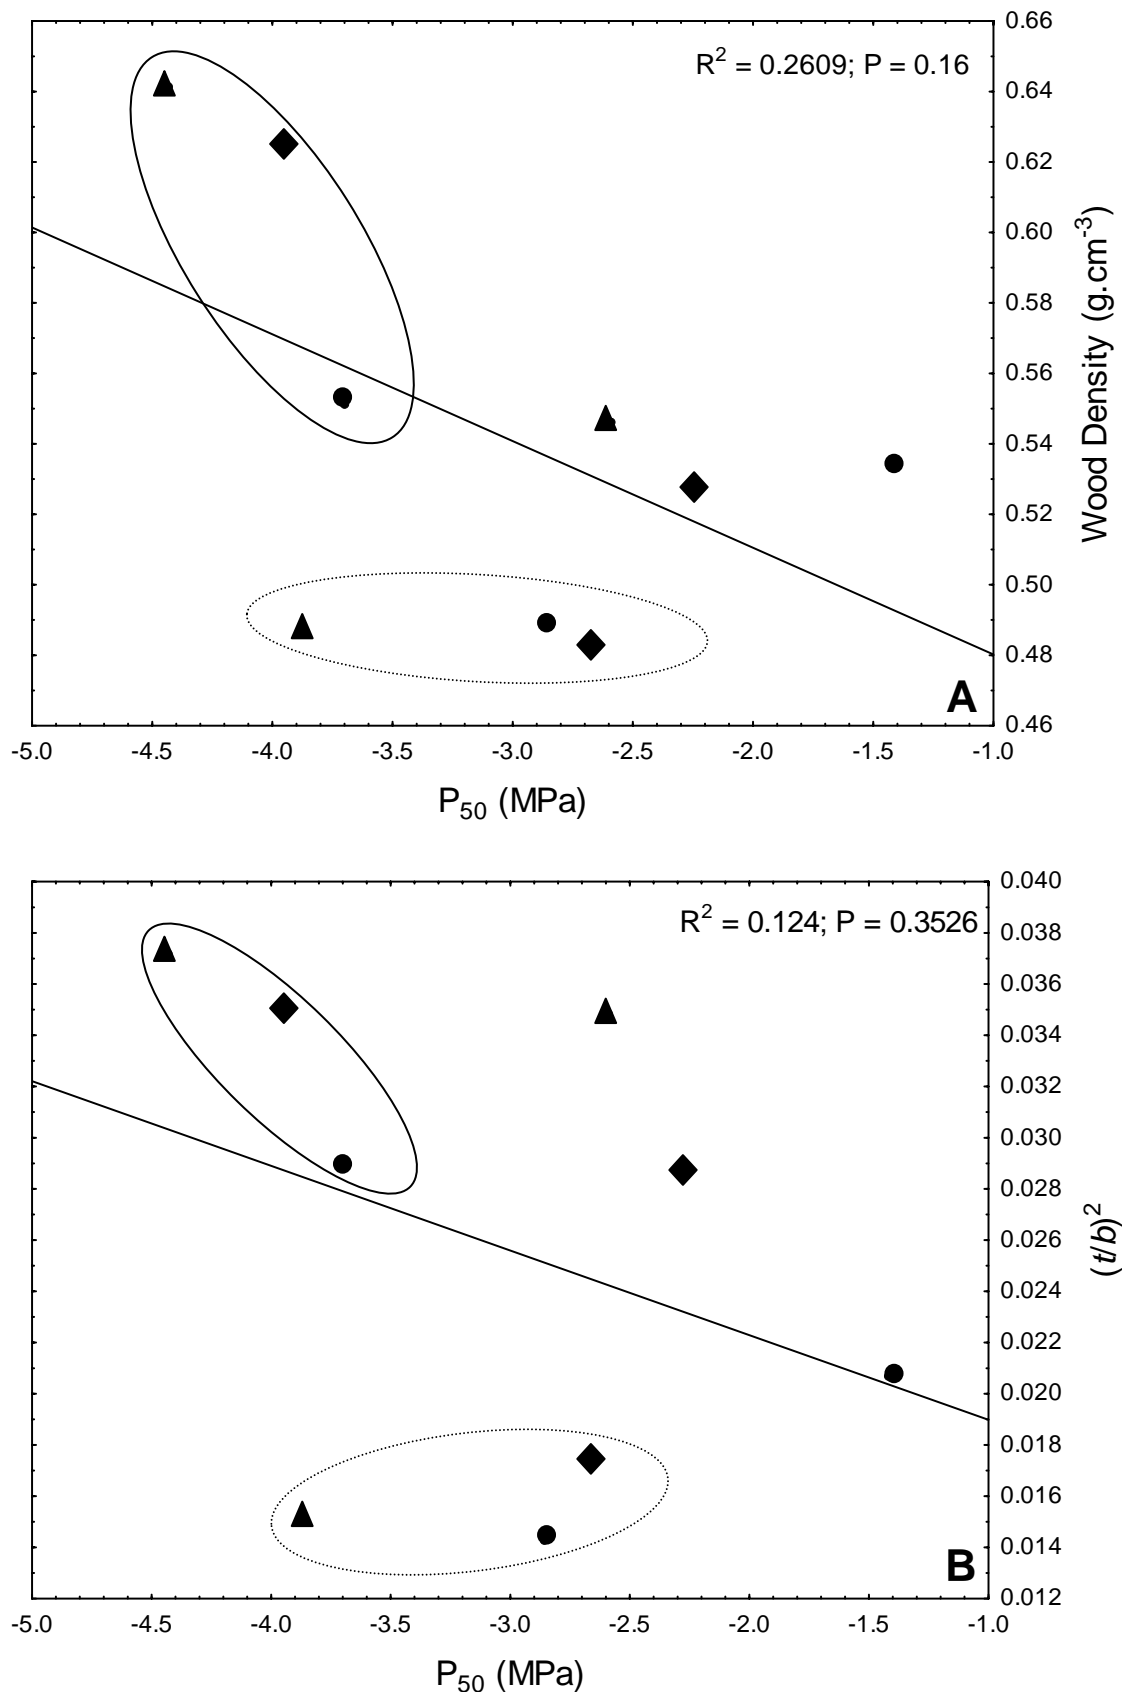 0.66
R² = 0.2609; P = 0.16
0.64
0.62
0.60
0.58
0.56
0.54
0.52
0.50
0.48
0.46
Wood Density (g.cm⁻³)
A
-5.0 -4.5 -4.0 -3.5 -3.0 -2.5 -2.0 -1.5 -1.0
P₅₀ (MPa)
0.040
R² = 0.124; P = 0.3526
0.038
0.036
0.034
0.032
0.030
0.028
0.026
0.024
0.022
0.020
0.018
0.016
0.014
0.012
(t/b)²
B
-5.0 -4.5 -4.0 -3.5 -3.0 -2.5 -2.0 -1.5 -1.0
P₅₀ (MPa)